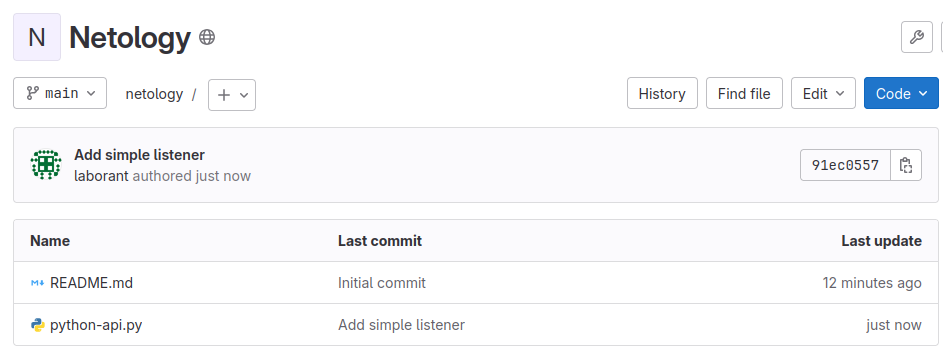 N Netology
main netology / History Find file Edit Code
Add simple listener
laborant authored just now
91ec0557
Name Last commit Last update
README.md Initial commit 12 minutes ago
python-api.py Add simple listener just now